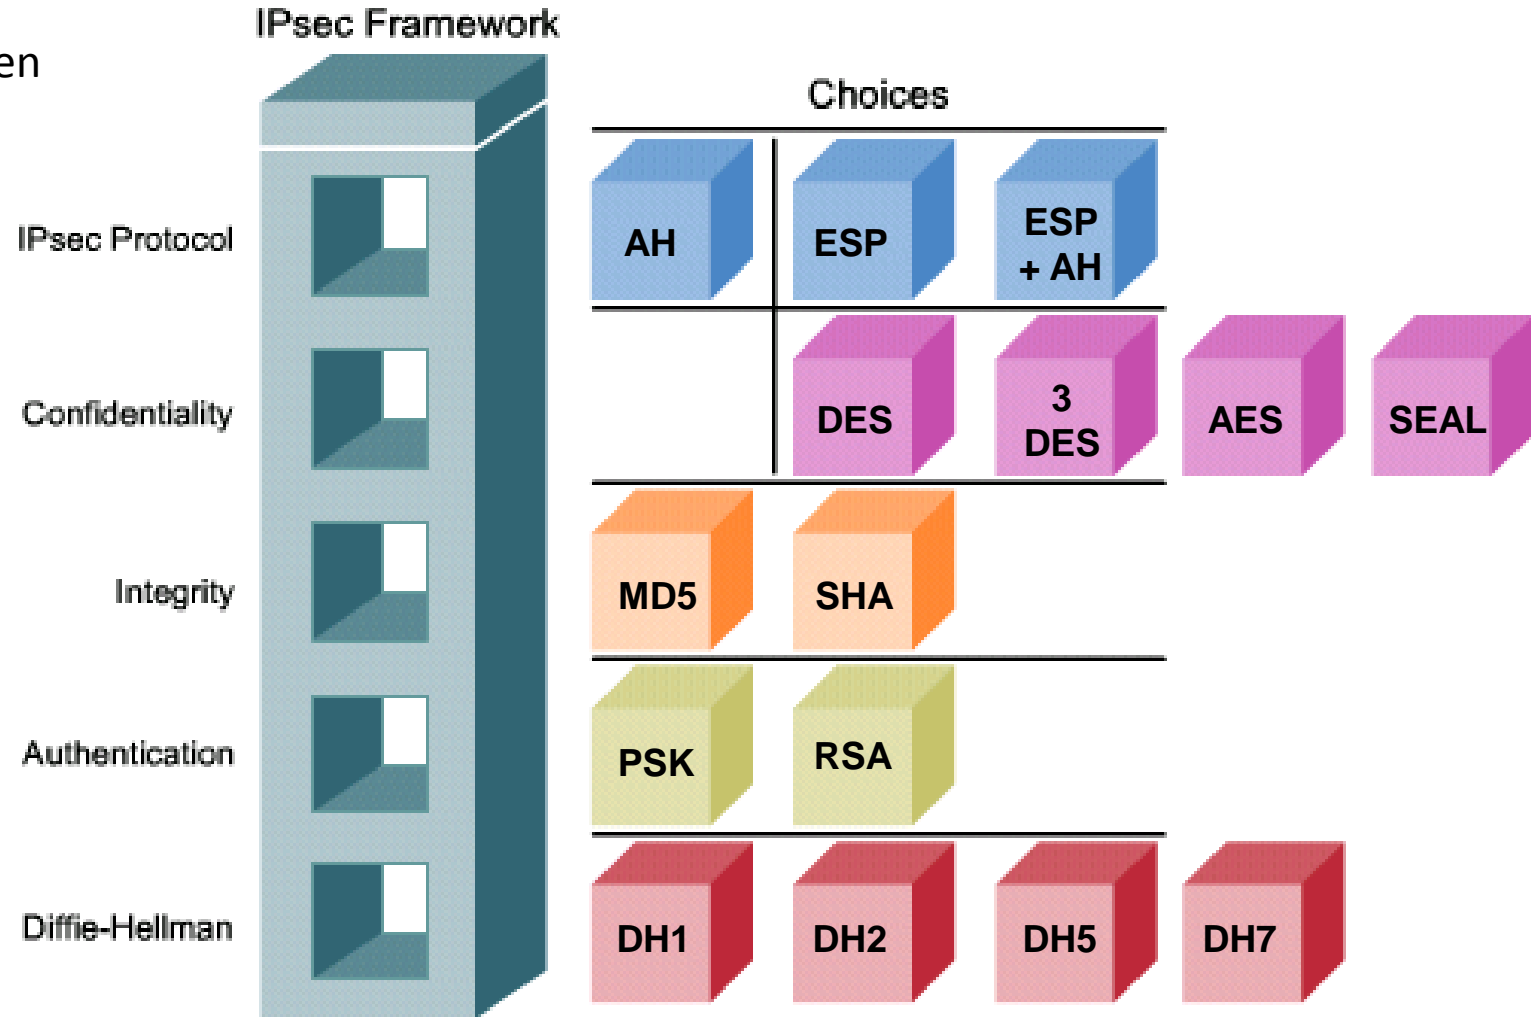 IPsec Framework
en
Choices
IPsec Protocol
AH
ESP
ESP
+ AH
Confidentiality
DES
3
DES
AES
SEAL
Integrity
MD5
SHA
Authentication
PSK
RSA
Diffie-Hellman
DH1
DH2
DH5
DH7